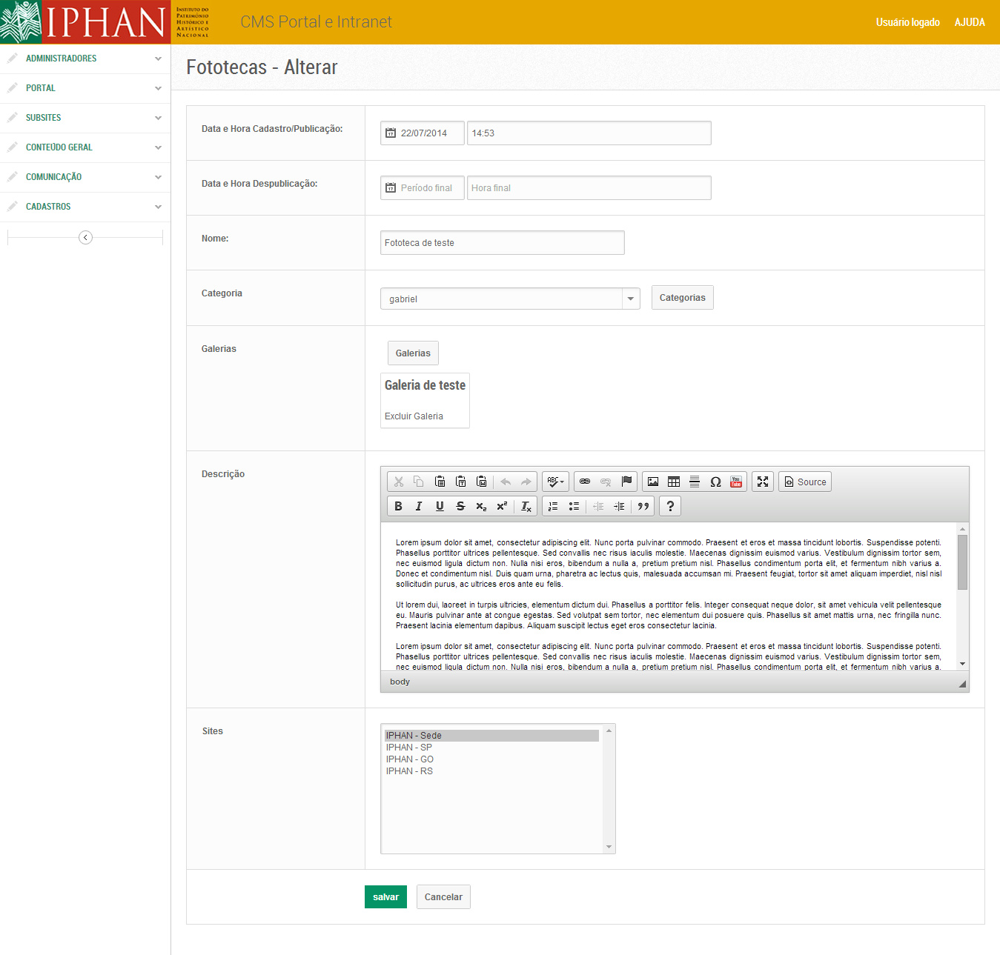 IPHAN
INSTITUTO DO
PATRIMÔNIO
HISTÓRICO E
ARTÍSTICO
NACIONAL
CMS Portal e Intranet
Usuário logado
AJUDA
ADMINISTRADORES
PORTAL
SUBSITES
CONTEÚDO GERAL
COMUNICAÇÃO
CADASTROS
Fototecas - Alterar
Data e Hora Cadastro/Publicação:
22/07/2014
14:53
Data e Hora Despublicação:
Período final
Hora final
Nome:
Fototeca de teste
Categoria
gabriel
Categorias
Galerias
Galerias
Galeria de teste
Excluir Galeria
Descrição
ABC
You Tube
Source
B I U S x₂ x² Tx
?
Lorem ipsum dolor sit amet, consectetur adipiscing elit. Nunc porta pulvinar commodo. Praesent et eros et massa tincidunt lobortis. Suspendisse potenti.
Phasellus porttitor ultrices pellentesque. Sed convallis nec risus iaculis molestie. Maecenas dignissim euismod varius. Vestibulum dignissim tortor sem,
nec euismod ligula dictum non. Nulla nisi eros, bibendum a nulla a, pretium pretium nisl. Phasellus condimentum porta elit, et fermentum nibh varius a.
Donec et condimentum nisl. Duis quam urna, pharetra ac lectus quis, malesuada accumsan mi. Praesent feugiat, tortor sit amet aliquam imperdiet, nisl nisl
sollicitudin purus, ac ultrices eros ante eu felis.
Ut lorem dui, laoreet in turpis ultricies, elementum dictum dui. Phasellus a porttitor felis. Integer consequat neque dolor, sit amet vehicula velit pellentesque
eu. Mauris pulvinar ante at congue egestas. Sed volutpat sem tortor, nec elementum dui posuere quis. Phasellus sit amet mattis urna, nec fringilla nunc.
Praesent lacinia elementum dapibus. Aliquam suscipit lectus eget eros consectetur lacinia.
Lorem ipsum dolor sit amet, consectetur adipiscing elit. Nunc porta pulvinar commodo. Praesent et eros et massa tincidunt lobortis. Suspendisse potenti.
Phasellus porttitor ultrices pellentesque. Sed convallis nec risus iaculis molestie. Maecenas dignissim euismod varius. Vestibulum dignissim tortor sem,
nec euismod ligula dictum non. Nulla nisi eros, bibendum a nulla a, pretium pretium nisl. Phasellus condimentum porta elit, et fermentum nibh varius a.
body
Sites
IPHAN - Sede
IPHAN - SP
IPHAN - GO
IPHAN - RS
salvar
Cancelar